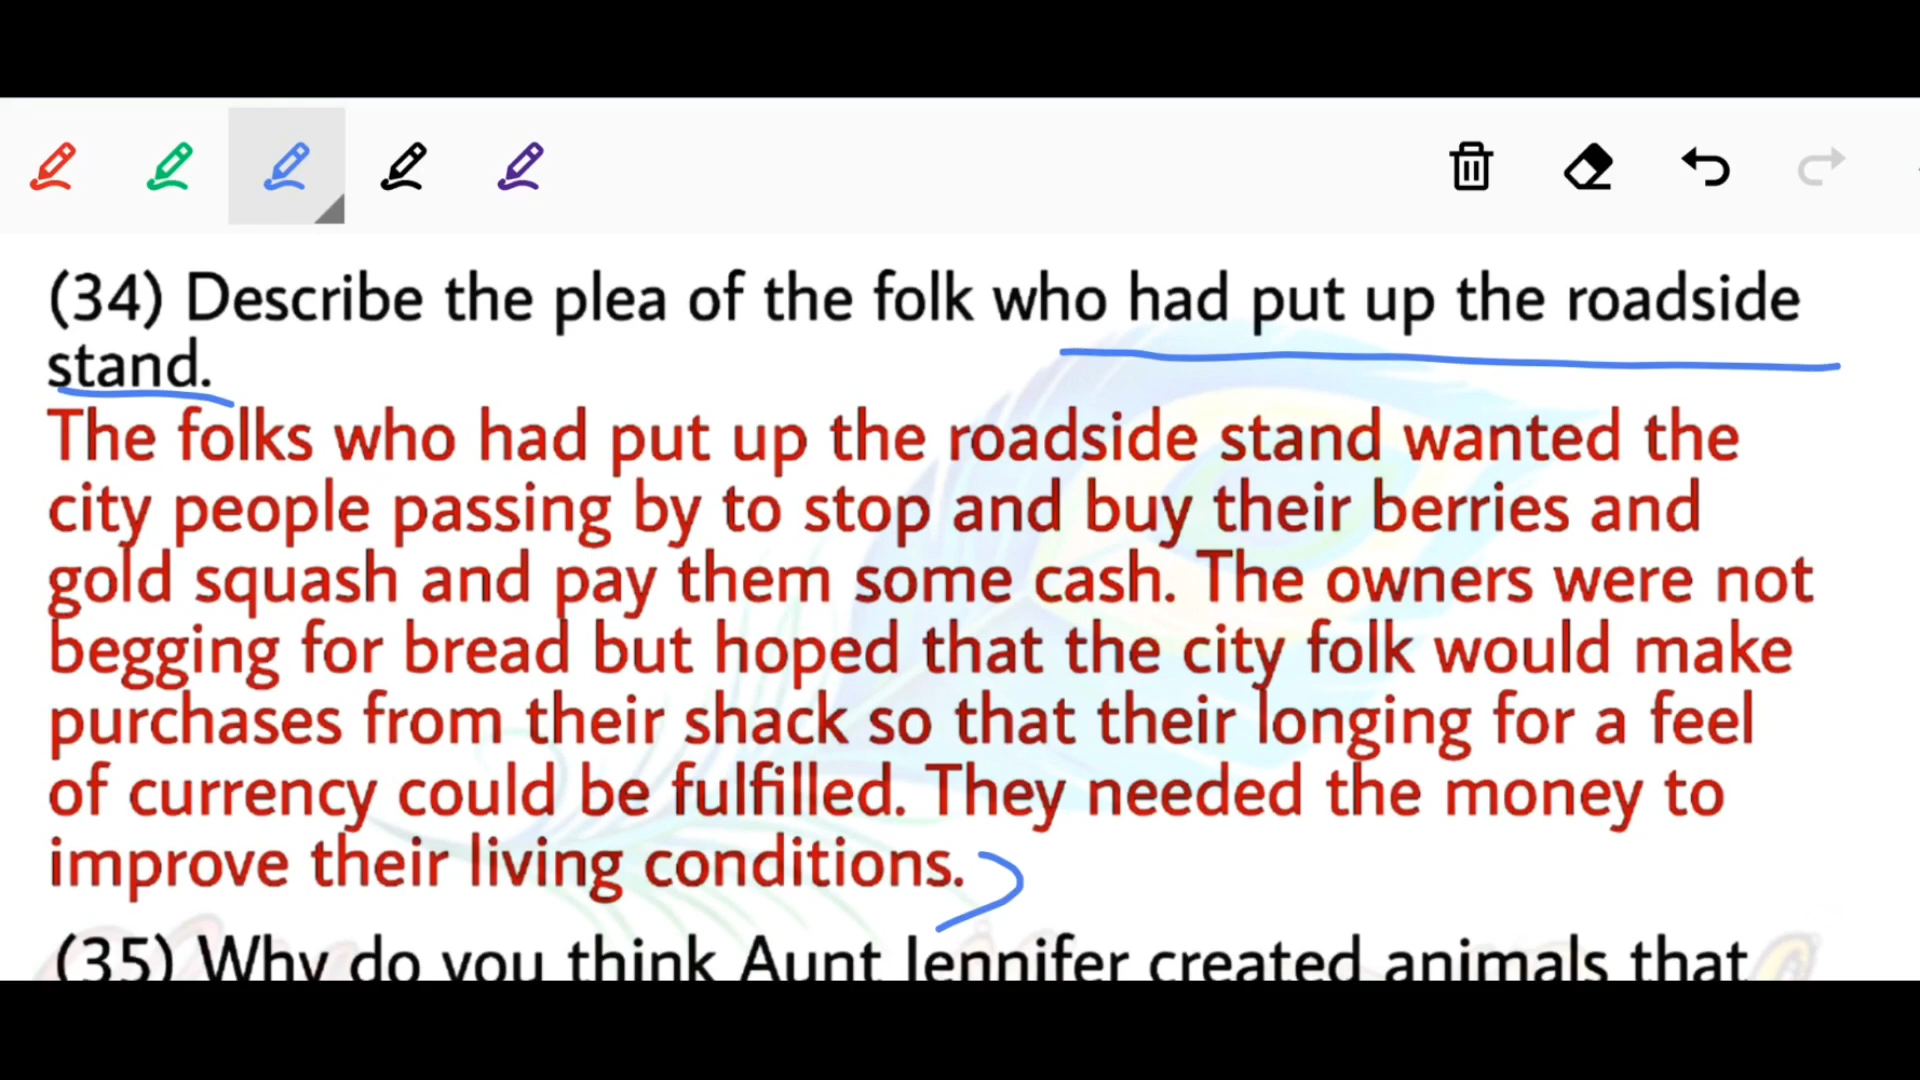 (34) Describe the plea of the folk who had put up the roadside
stand.
The folks who had put up the roadside stand wanted the
city people passing by to stop and buy their berries and
gold squash and pay them some cash. The owners were not
begging for bread but hoped that the city folk would make
purchases from their shack so that their longing for a feel
of currency could be fulfilled. They needed the money to
improve their living conditions.
(35) Why do you think Aunt Jennifer created animals that